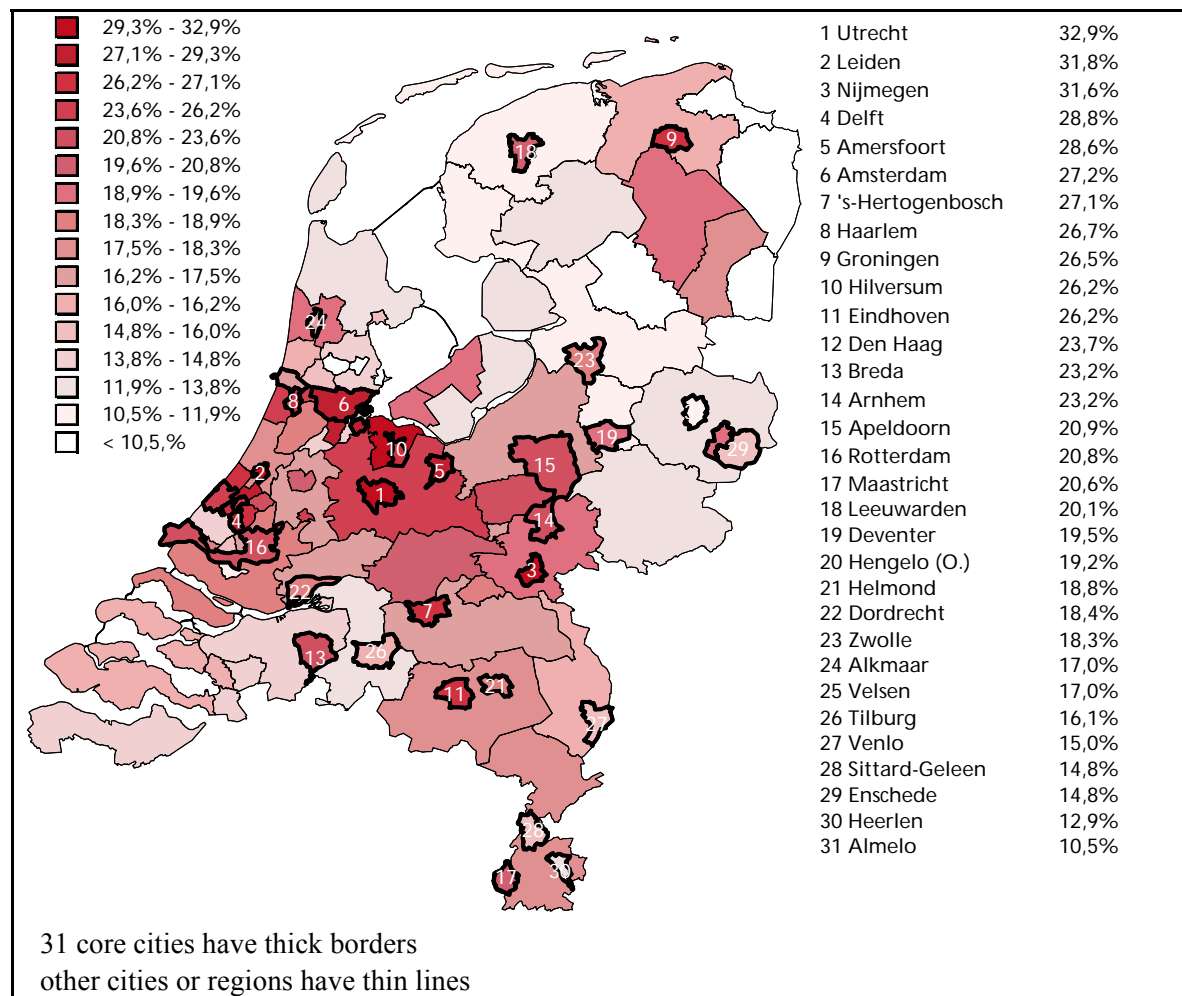 29,3% - 32,9%
27,1% - 29,3%
26,2% - 27,1%
23,6% - 26,2%
20,8% - 23,6%
19,6% - 20,8%
18,9% - 19,6%
18,3% - 18,9%
17,5% - 18,3%
16,2% - 17,5%
16,0% - 16,2%
14,8% - 16,0%
13,8% - 14,8%
11,9% - 13,8%
10,5% - 11,9%
< 10,5,%
1 Utrecht 32,9%
2 Leiden 31,8%
3 Nijmegen 31,6%
4 Delft 28,8%
5 Amersfoort 28,6%
6 Amsterdam 27,2%
7 's-Hertogenbosch 27,1%
8 Haarlem 26,7%
9 Groningen 26,5%
10 Hilversum 26,2%
11 Eindhoven 26,2%
12 Den Haag 23,7%
13 Breda 23,2%
14 Arnhem 23,2%
15 Apeldoorn 20,9%
16 Rotterdam 20,8%
17 Maastricht 20,6%
18 Leeuwarden 20,1%
19 Deventer 19,5%
20 Hengelo (O.) 19,2%
21 Helmond 18,8%
22 Dordrecht 18,4%
23 Zwolle 18,3%
24 Alkmaar 17,0%
25 Velsen 17,0%
26 Tilburg 16,1%
27 Venlo 15,0%
28 Sittard-Geleen 14,8%
29 Enschede 14,8%
30 Heerlen 12,9%
31 Almelo 10,5%
9
18
24
23
8
6
19
29
10
2
5
15
1
4
14
16
3
22
7
13
26
11
21
27
28
17
30
31 core cities have thick borders
other cities or regions have thin lines